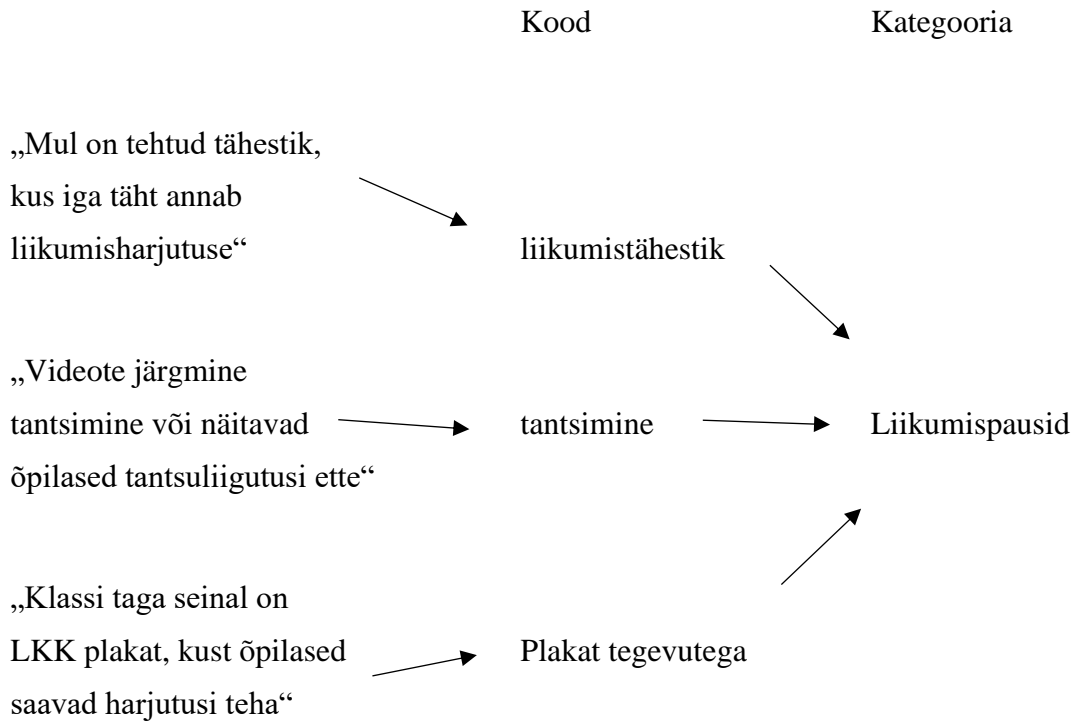 Kood Kategooria
„Mul on tehtud tähestik,
kus iga täht annab
liikumisharjutuse“ liikumistähestik
„Videote järgmine
tantsimine või näitavad tantsimine Liikumispausid
õpilased tantsuliigutusi ette“
„Klassi taga seinal on
LKK plakat, kust õpilased Plakat tegevutega
saavad harjutusi teha“